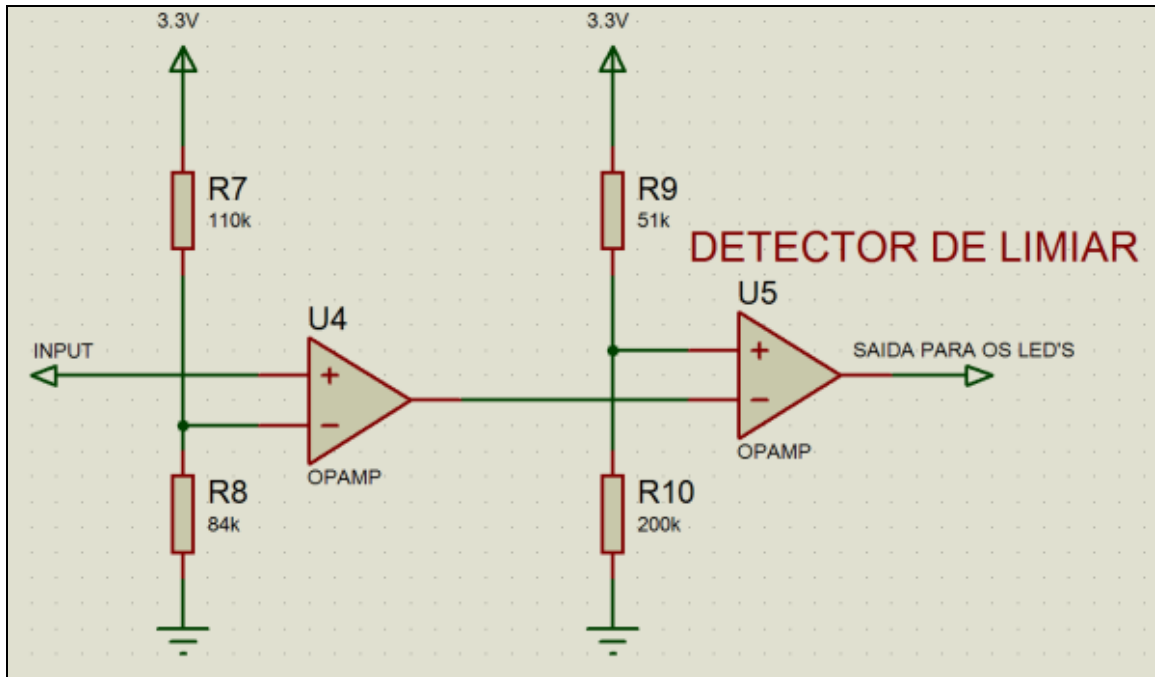 3.3V
3.3V
R7
110k
R9
51k
DETECTOR DE LIMIAR
U4
U5
INPUT
SAIDA PARA OS LED'S
+
−
+
−
OPAMP
OPAMP
R8
84k
R10
200k